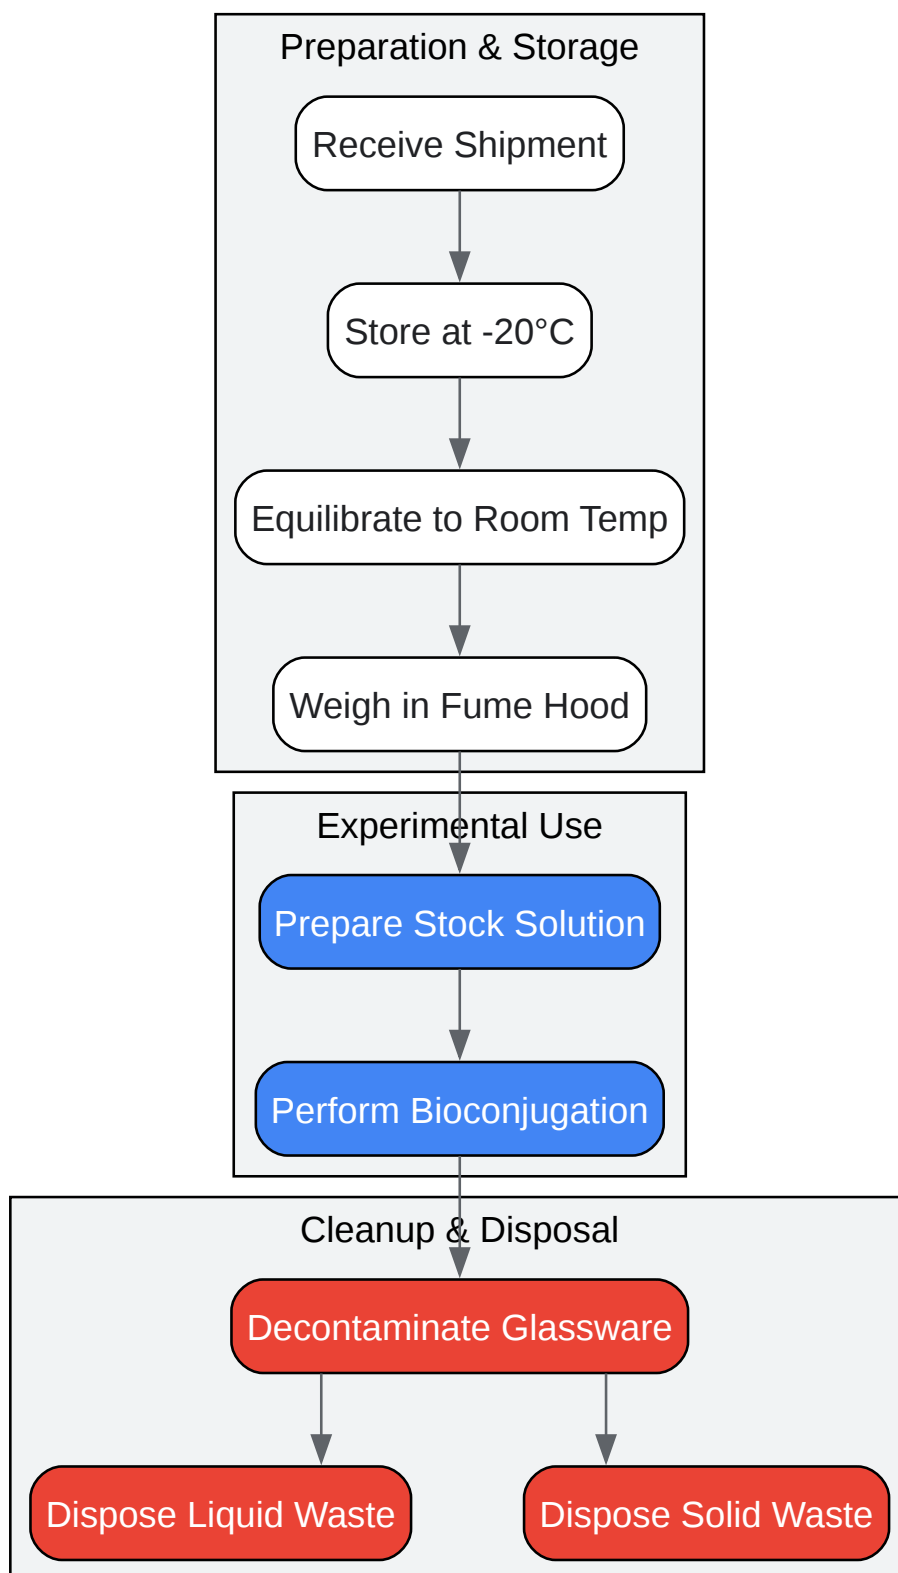 Preparation & Storage
Receive Shipment
Store at -20°C
Equilibrate to Room Temp
Weigh in Fume Hood
Experimental Use
Prepare Stock Solution
Perform Bioconjugation
Cleanup & Disposal
Decontaminate Glassware
Dispose Liquid Waste
Dispose Solid Waste